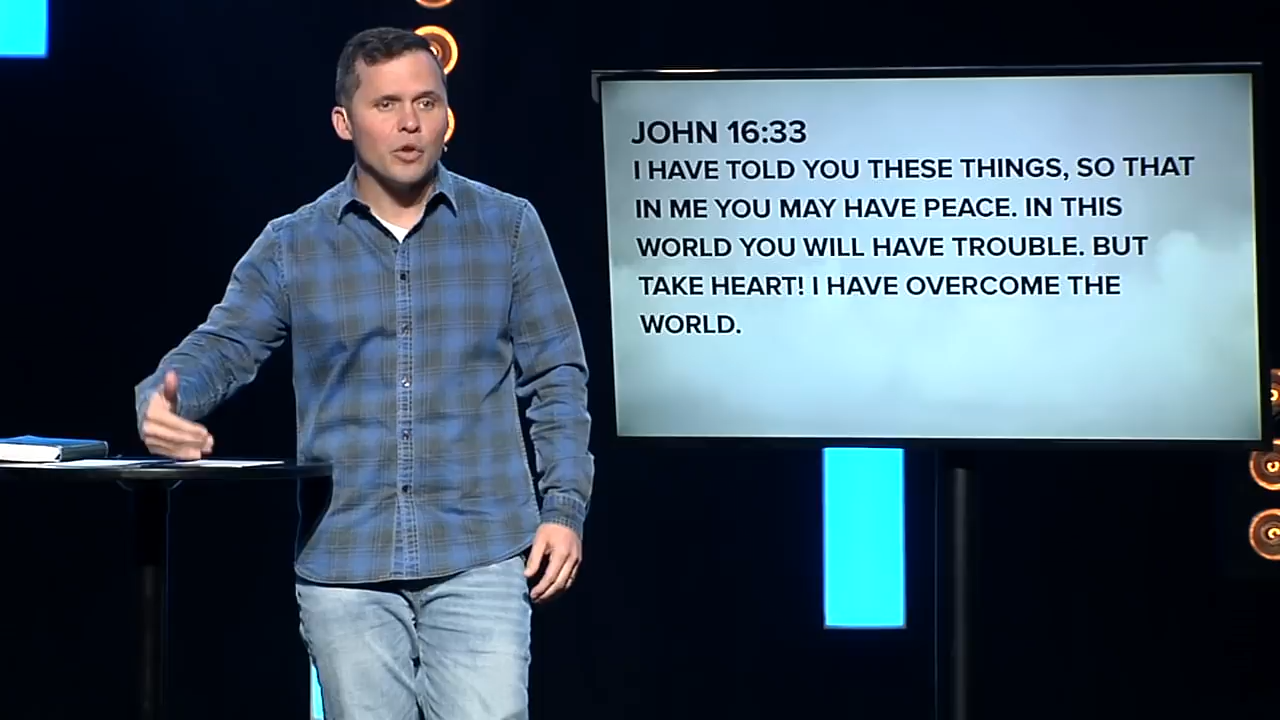 JOHN 16:33
I HAVE TOLD YOU THESE THINGS, SO THAT
IN ME YOU MAY HAVE PEACE. IN THIS
WORLD YOU WILL HAVE TROUBLE. BUT
TAKE HEART! I HAVE OVERCOME THE
WORLD.